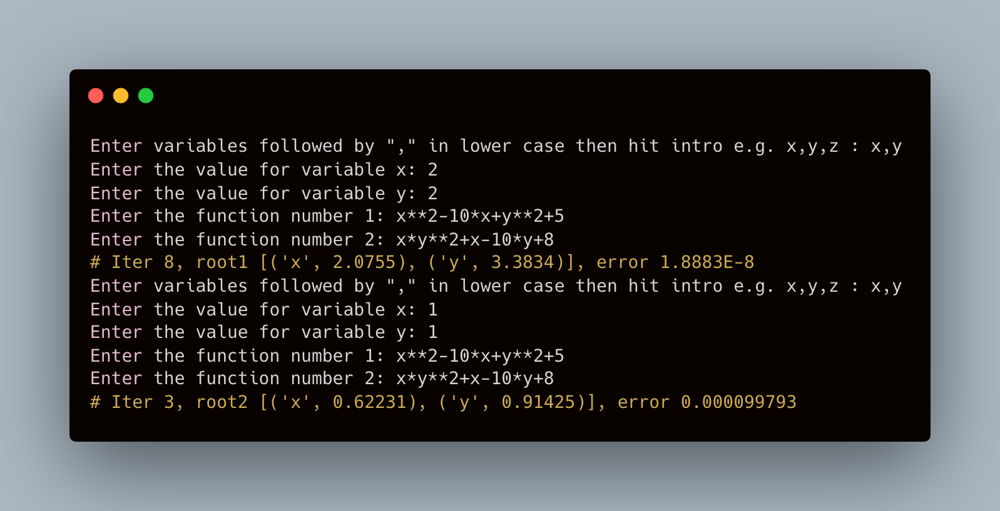 Enter variables followed by "," in lower case then hit intro e.g. x,y,z : x,y
Enter the value for variable x: 2
Enter the value for variable y: 2
Enter the function number 1: x**2-10*x+y**2+5
Enter the function number 2: x*y**2+x-10*y+8
# Iter 8, root1 [('x', 2.0755), ('y', 3.3834)], error 1.8883E-8
Enter variables followed by "," in lower case then hit intro e.g. x,y,z : x,y
Enter the value for variable x: 1
Enter the value for variable y: 1
Enter the function number 1: x**2-10*x+y**2+5
Enter the function number 2: x*y**2+x-10*y+8
# Iter 3, root2 [('x', 0.62231), ('y', 0.91425)], error 0.000099793